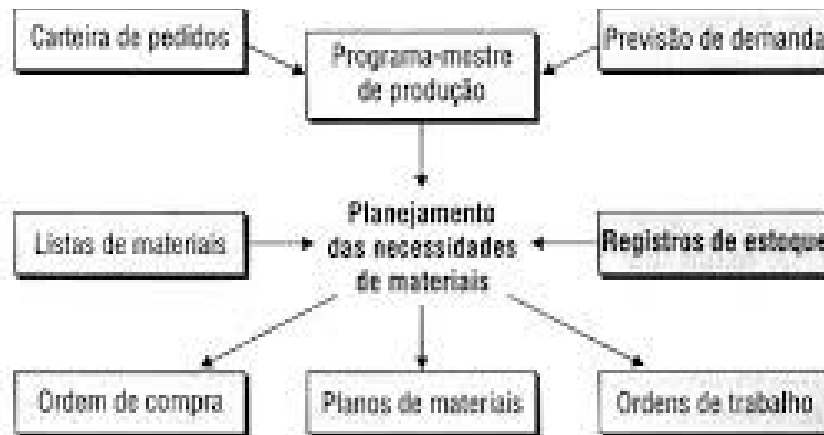 Carteira de pedidos
Programa-mestre
de produção
Previsão de demanda
Listas de materiais
Planejamento
das necessidades
de materiais
Registros de estoque
Ordem de compra
Planos de materiais
Ordens de trabalho